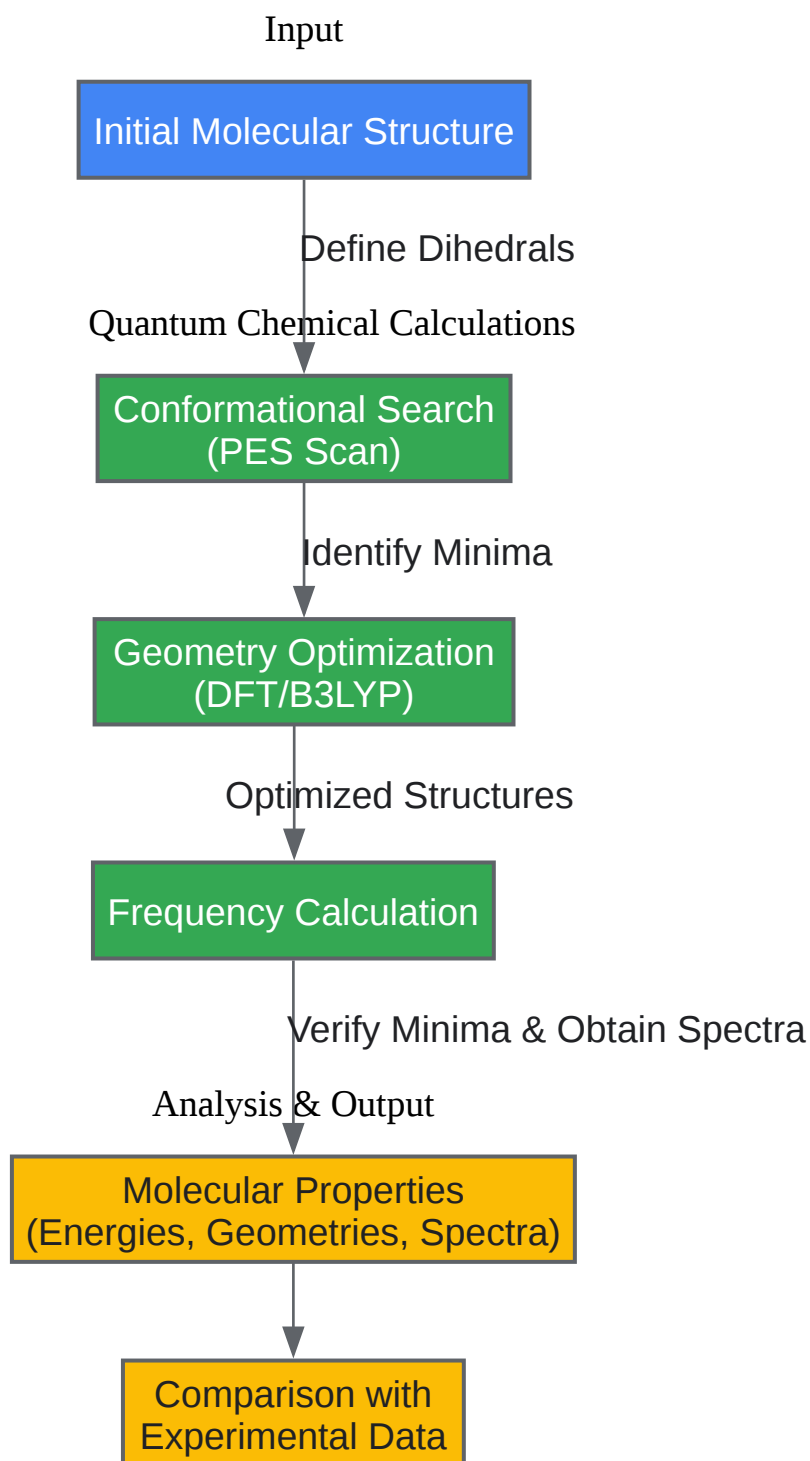 Input
Initial Molecular Structure
Define Dihedrals
Quantum Chemical Calculations
Conformational Search
(PES Scan)
Identify Minima
Geometry Optimization
(DFT/B3LYP)
Optimized Structures
Frequency Calculation
Verify Minima & Obtain Spectra
Analysis & Output
Molecular Properties
(Energies, Geometries, Spectra)
Comparison with
Experimental Data